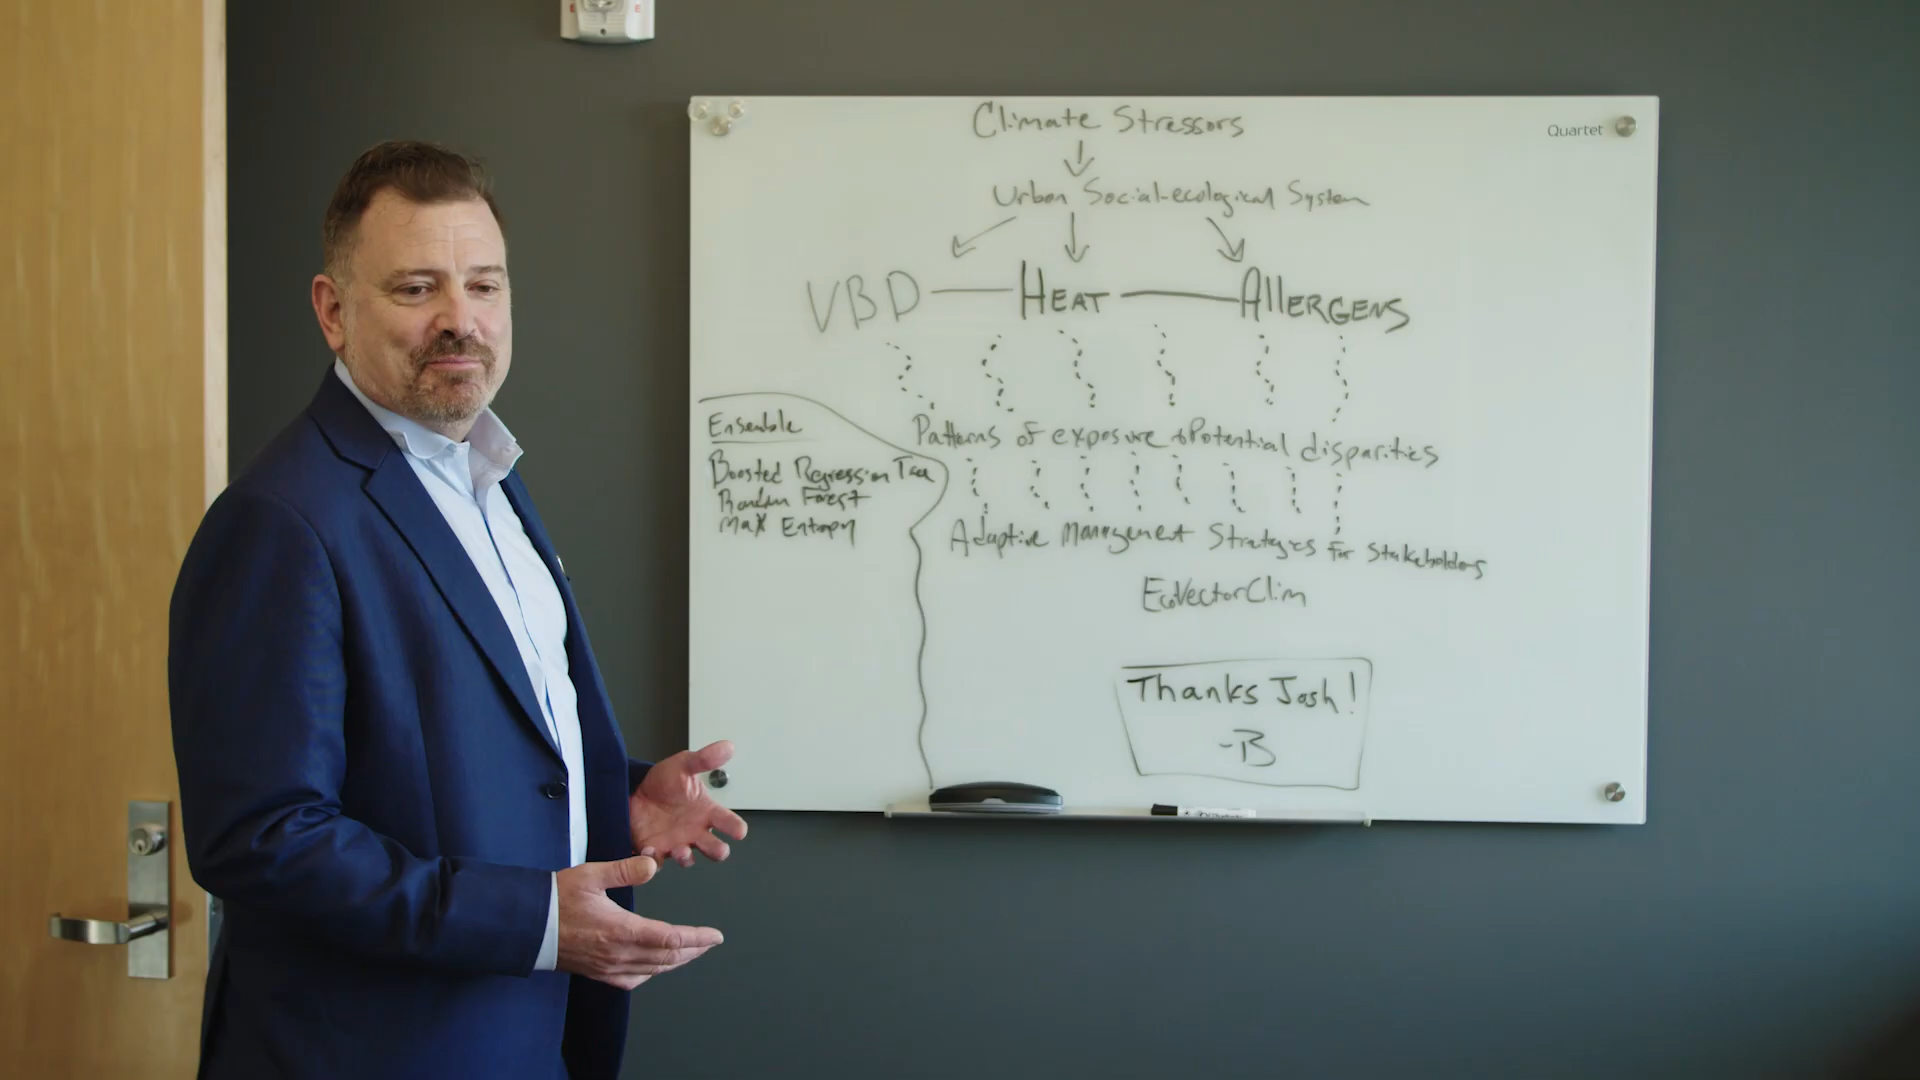 Climate Stressors
Quartet
Urban Social-ecological System
VBD — HEAT — ALLERGENS
Ensemble
Boosted Regression Tree
Random Forest
Max Entropy
Patterns of exposure & Potential disparities
Adaptive Management Strategies for Stakeholders
EcoVectorClim
Thanks Josh!
-B